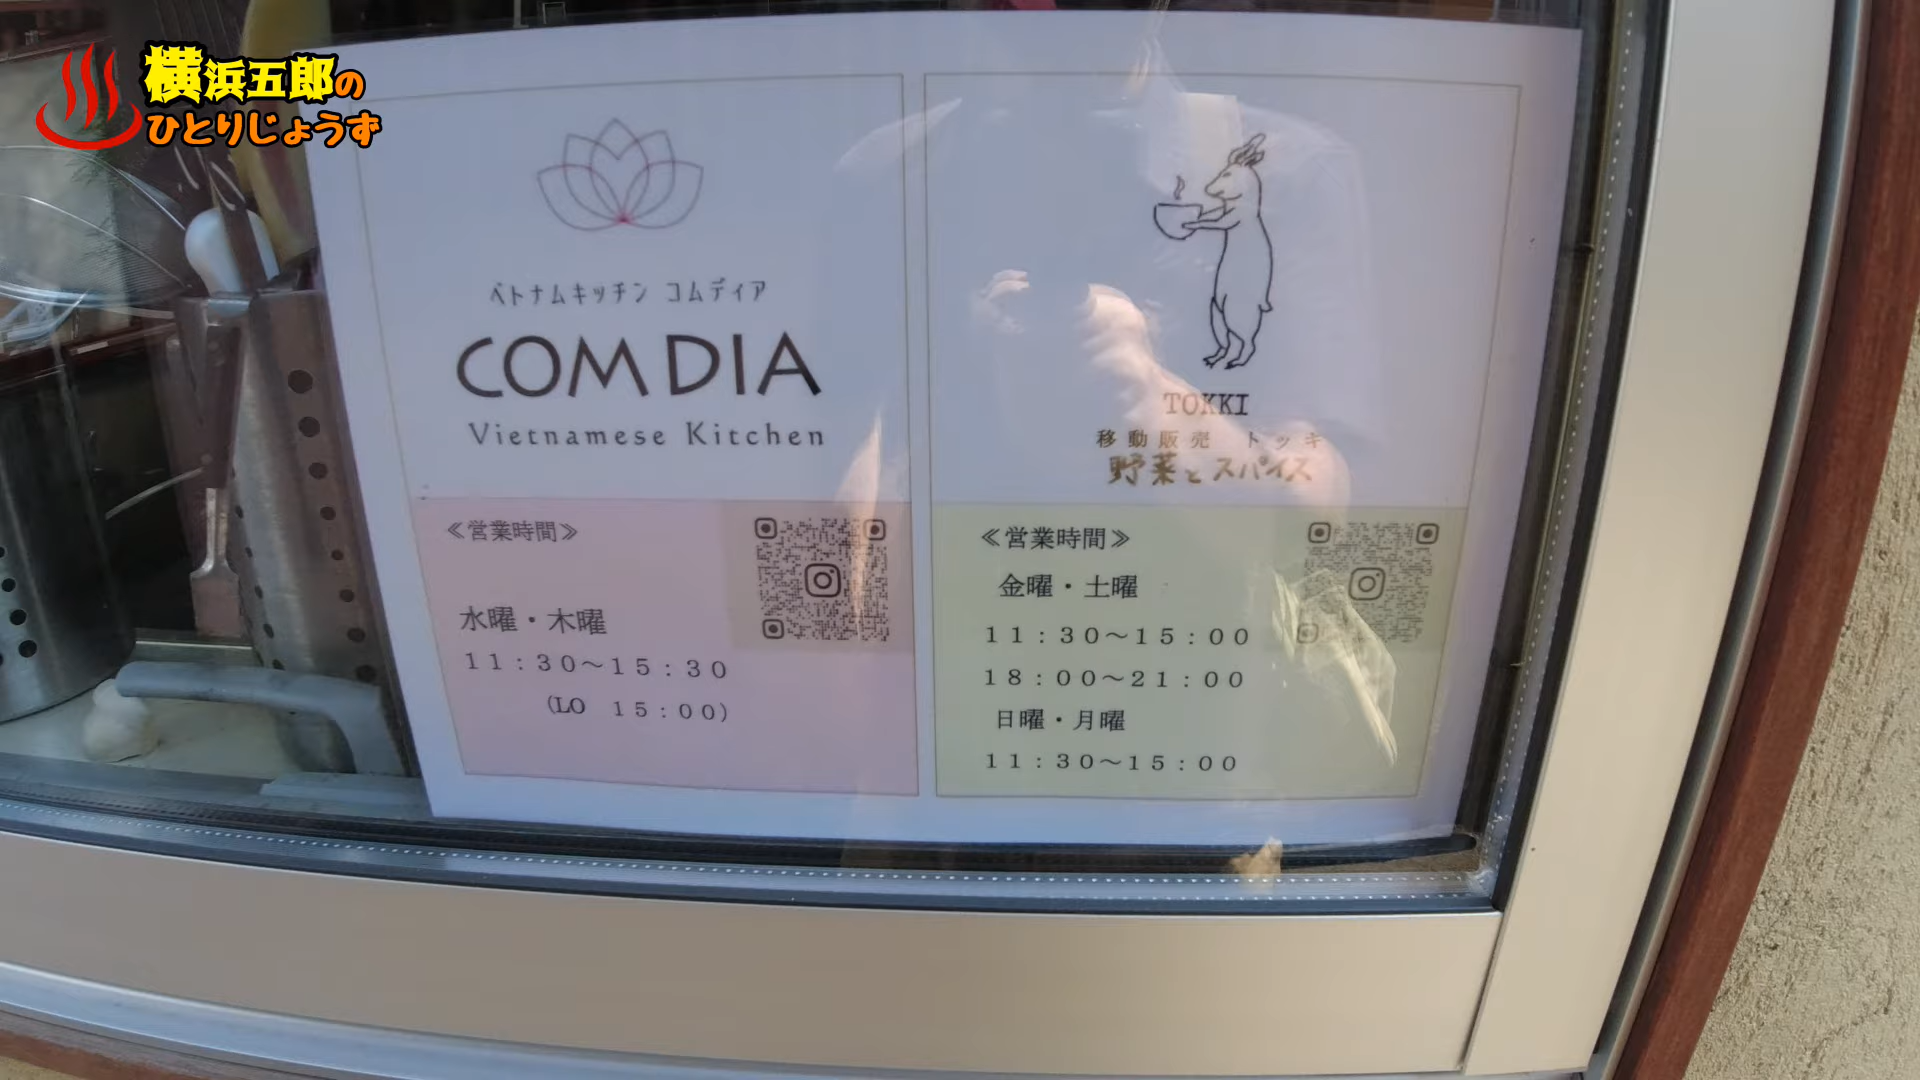 横浜五郎の
ひとりじょうず
ベトナムキッチン コムディア
COM DIA
Vietnamese Kitchen
≪営業時間≫
水曜・木曜
11:30～15:30
(LO 15:00)
TOKKI
移動販売 トッキ
野菜とスパイス
≪営業時間≫
金曜・土曜
11:30～15:00
18:00～21:00
日曜・月曜
11:30～15:00